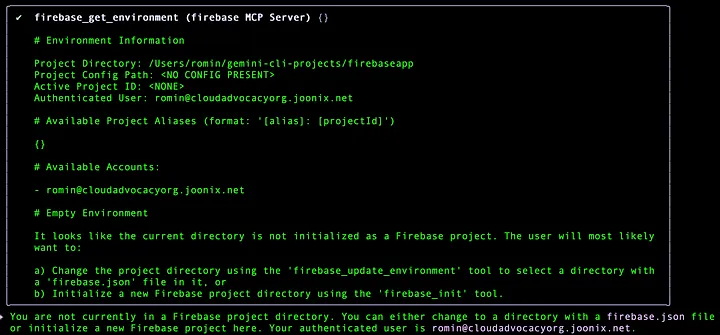 ✔ firebase_get_environment (firebase MCP Server) {}
# Environment Information
Project Directory: /Users/romin/gemini-cli-projects/firebaseapp
Project Config Path: <NO CONFIG PRESENT>
Active Project ID: <NONE>
Authenticated User: romin@cloudadvocacyorg.joonix.net
# Available Project Aliases (format: '[alias]: [projectId]')
{}
# Available Accounts:
- romin@cloudadvocacyorg.joonix.net
# Empty Environment
It looks like the current directory is not initialized as a Firebase project. The user will most likely
want to:
a) Change the project directory using the 'firebase_update_environment' tool to select a directory with
a 'firebase.json' file in it, or
b) Initialize a new Firebase project directory using the 'firebase_init' tool.
You are not currently in a Firebase project directory. You can either change to a directory with a firebase.json file
or initialize a new Firebase project here. Your authenticated user is romin@cloudadvocacyorg.joonix.net.